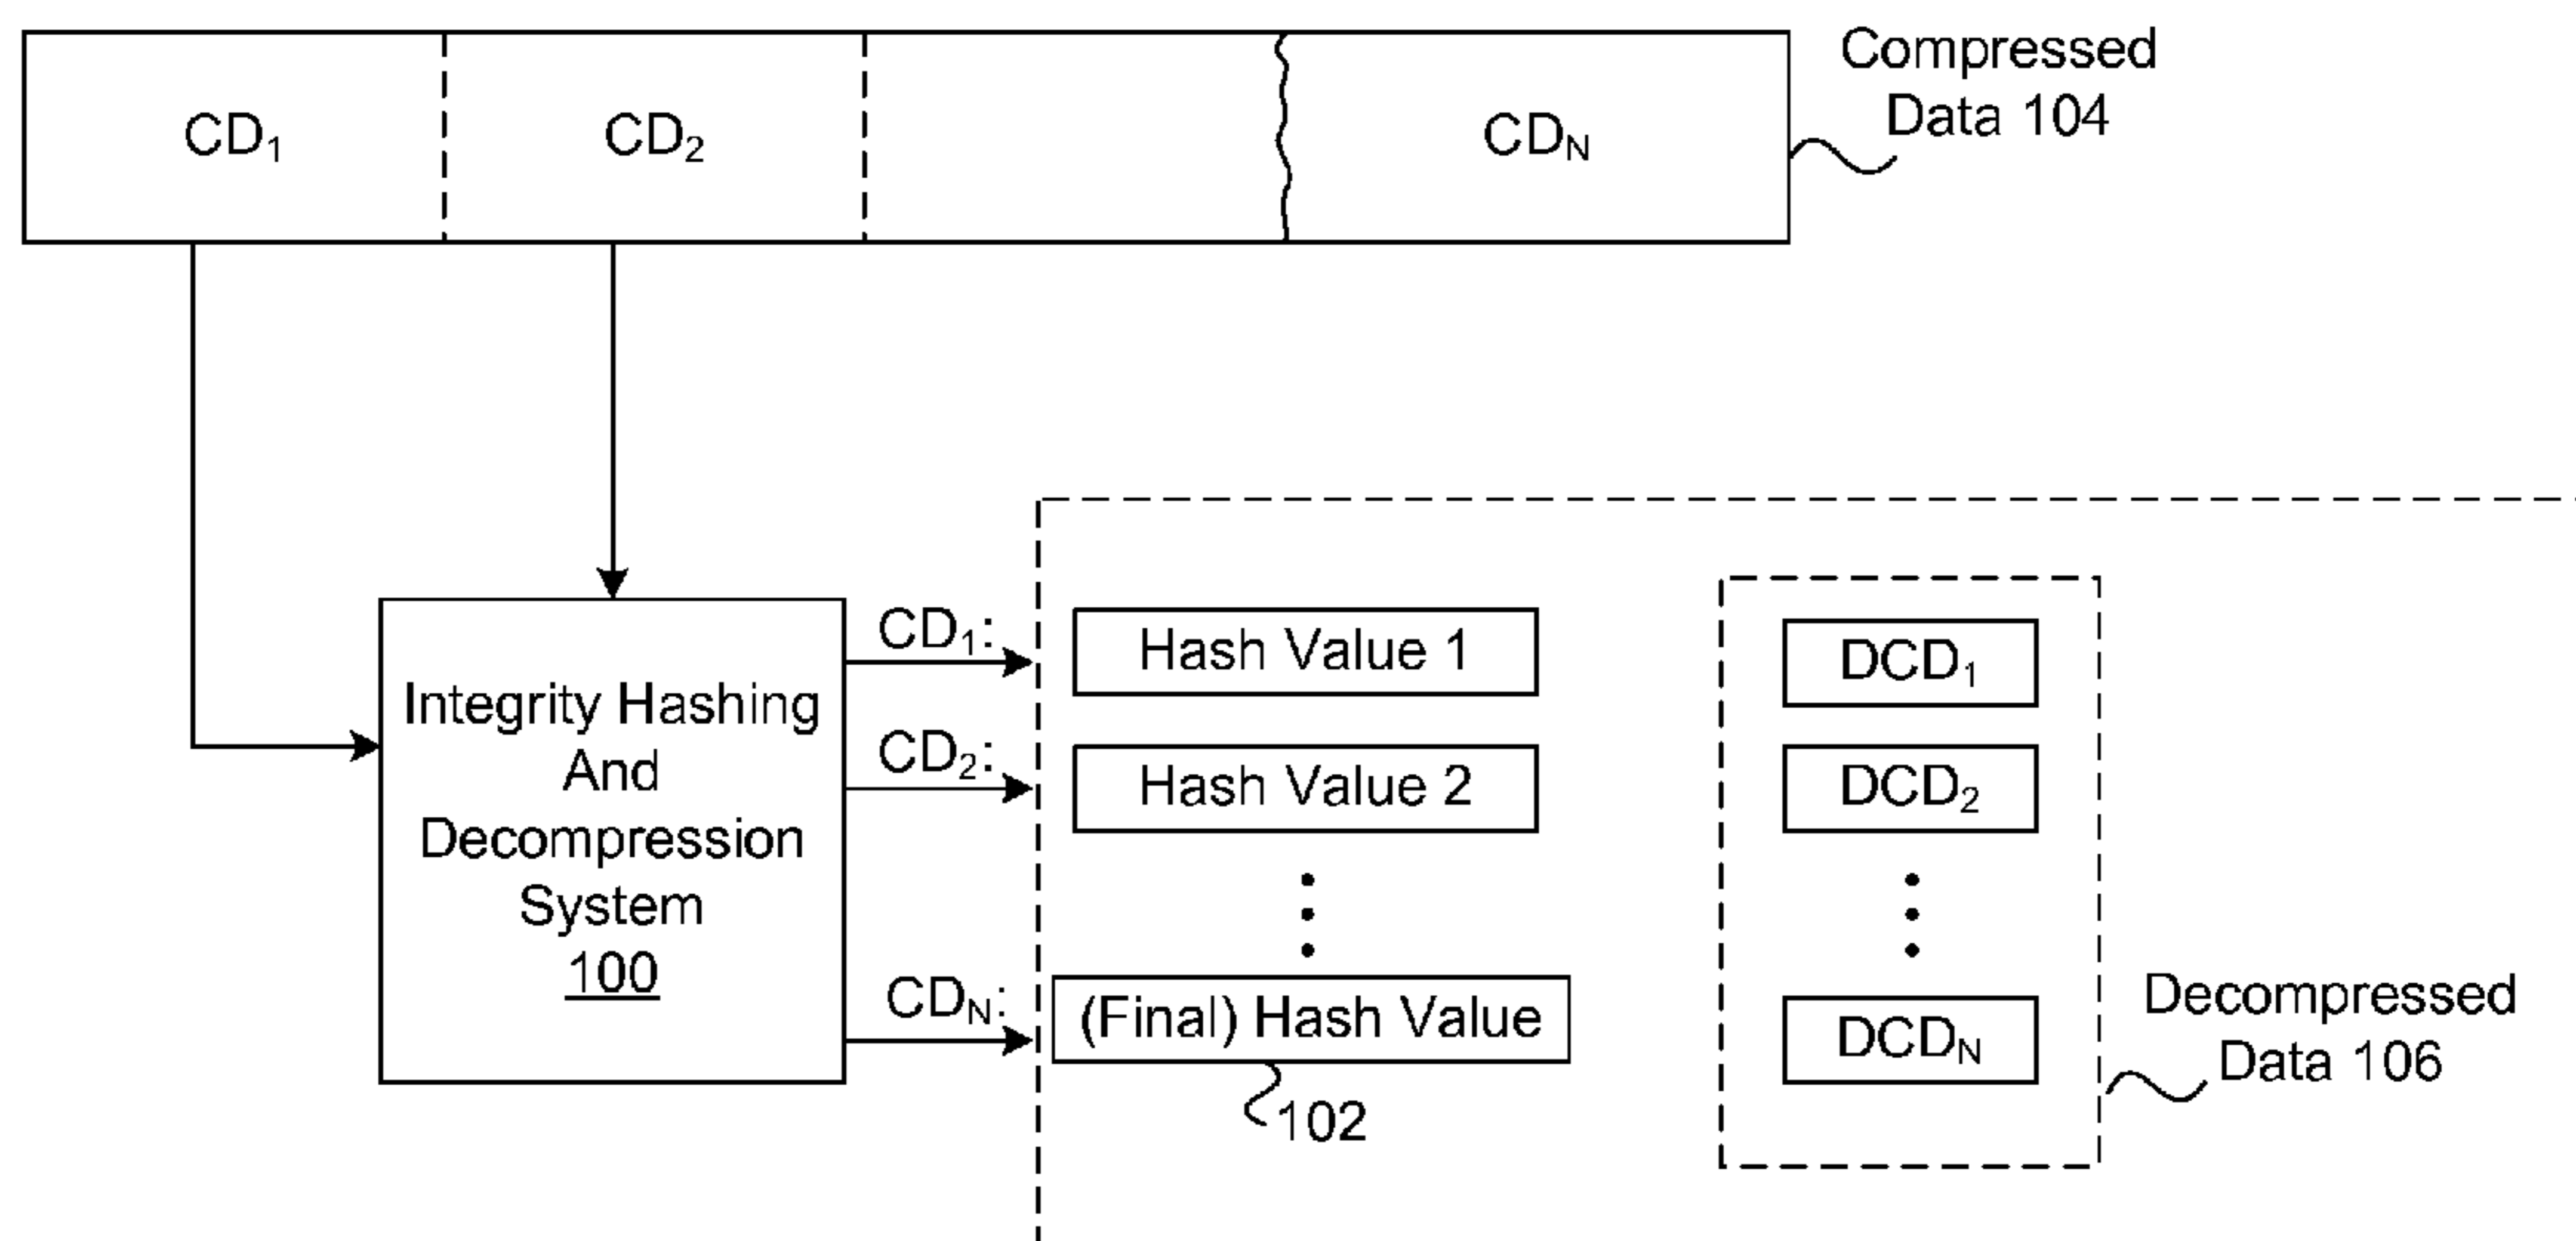 Compressed
Data 104
CD₁
CD₂
CDN
Integrity Hashing
And
Decompression
System
100
CD₁:
CD₂:
CDN:
Hash Value 1
Hash Value 2
(Final) Hash Value
102
DCD₁
DCD₂
DCDN
Decompressed
Data 106